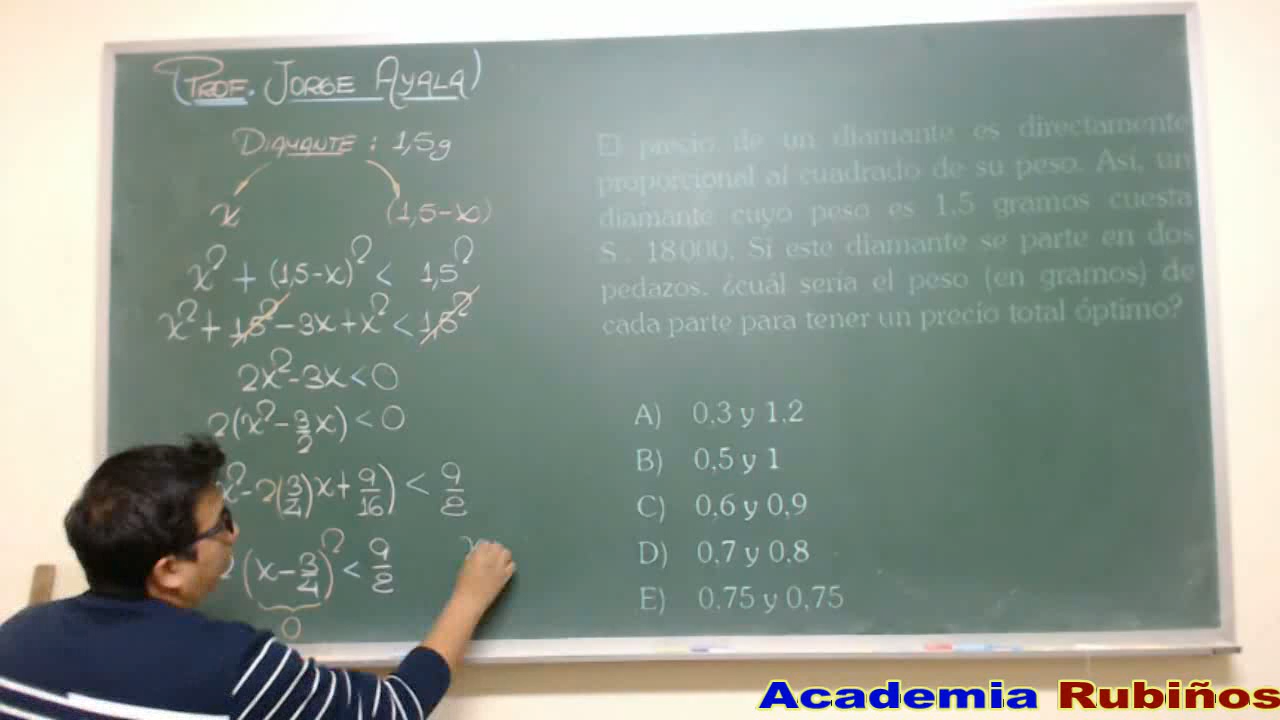 (PROF. JORGE AYALA)
DIAMANTE : 1,5g
x (1,5-x)
x² + (1,5-x)² < 1,5²
x² + 1,5² - 3x + x² < 1,5²
2x² - 3x < 0
2(x² - 3/2 x) < 0
x² - 2(3/4)x + 9/16) < 9/8
2(x - 3/4)² < 9/8
0
El precio de un diamante es directamente
proporcional al cuadrado de su peso. Así, un
diamante cuyo peso es 1,5 gramos cuesta
S/. 18000. Si este diamante se parte en dos
pedazos, ¿cuál sería el peso (en gramos) de
cada parte para tener un precio total óptimo?
A) 0,3 y 1,2
B) 0,5 y 1
C) 0,6 y 0,9
D) 0,7 y 0,8
E) 0,75 y 0,75
Academia Rubiños